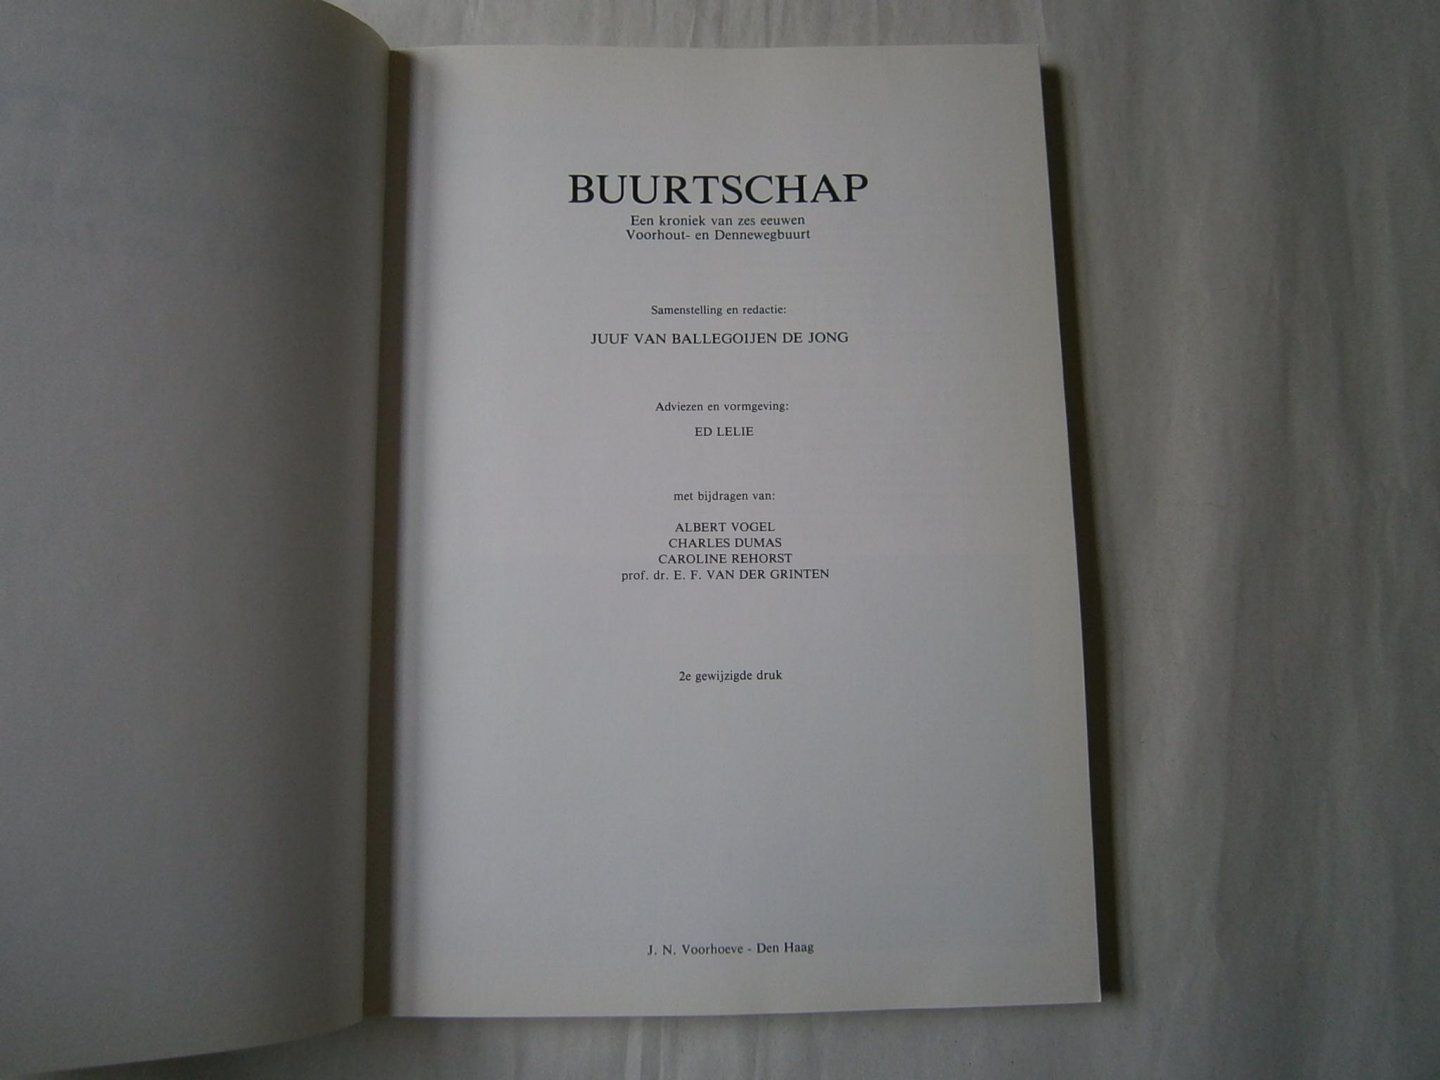 BUURTSCHAP
Een kroniek van zes eeuwen
Voorhout- en Dennewegbuurt
Samenstelling en redactie:
JUUF VAN BALLEGOIJEN DE JONG
Adviezen en vormgeving:
ED LELIE
met bijdragen van:
ALBERT VOGEL
CHARLES DUMAS
CAROLINE REHORST
prof. dr. E. F. VAN DER GRINTEN
2e gewijzigde druk
J. N. Voorhoeve - Den Haag